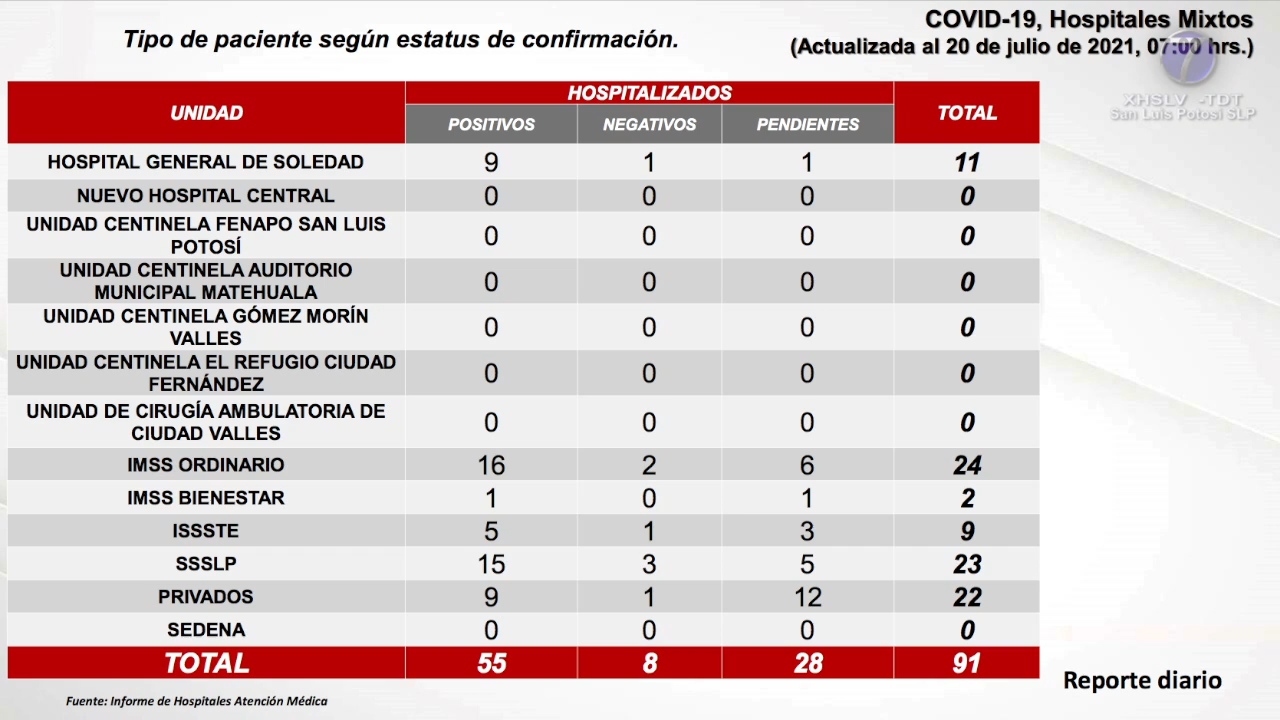 Tipo de paciente según estatus de confirmación.
COVID-19, Hospitales Mixtos
(Actualizada al 20 de julio de 2021, 07:00 hrs.)
7
XHSLV -TDT
San Luis Potosí SLP
UNIDAD HOSPITALIZADOS TOTAL
POSITIVOS NEGATIVOS PENDIENTES
HOSPITAL GENERAL DE SOLEDAD 9 1 1 11
NUEVO HOSPITAL CENTRAL 0 0 0 0
UNIDAD CENTINELA FENAPO SAN LUIS
POTOSÍ 0 0 0 0
UNIDAD CENTINELA AUDITORIO
MUNICIPAL MATEHUALA 0 0 0 0
UNIDAD CENTINELA GÓMEZ MORÍN
VALLES 0 0 0 0
UNIDAD CENTINELA EL REFUGIO CIUDAD
FERNÁNDEZ 0 0 0 0
UNIDAD DE CIRUGÍA AMBULATORIA DE
CIUDAD VALLES 0 0 0 0
IMSS ORDINARIO 16 2 6 24
IMSS BIENESTAR 1 0 1 2
ISSSTE 5 1 3 9
SSSLP 15 3 5 23
PRIVADOS 9 1 12 22
SEDENA 0 0 0 0
TOTAL 55 8 28 91
Reporte diario
Fuente: Informe de Hospitales Atención Médica